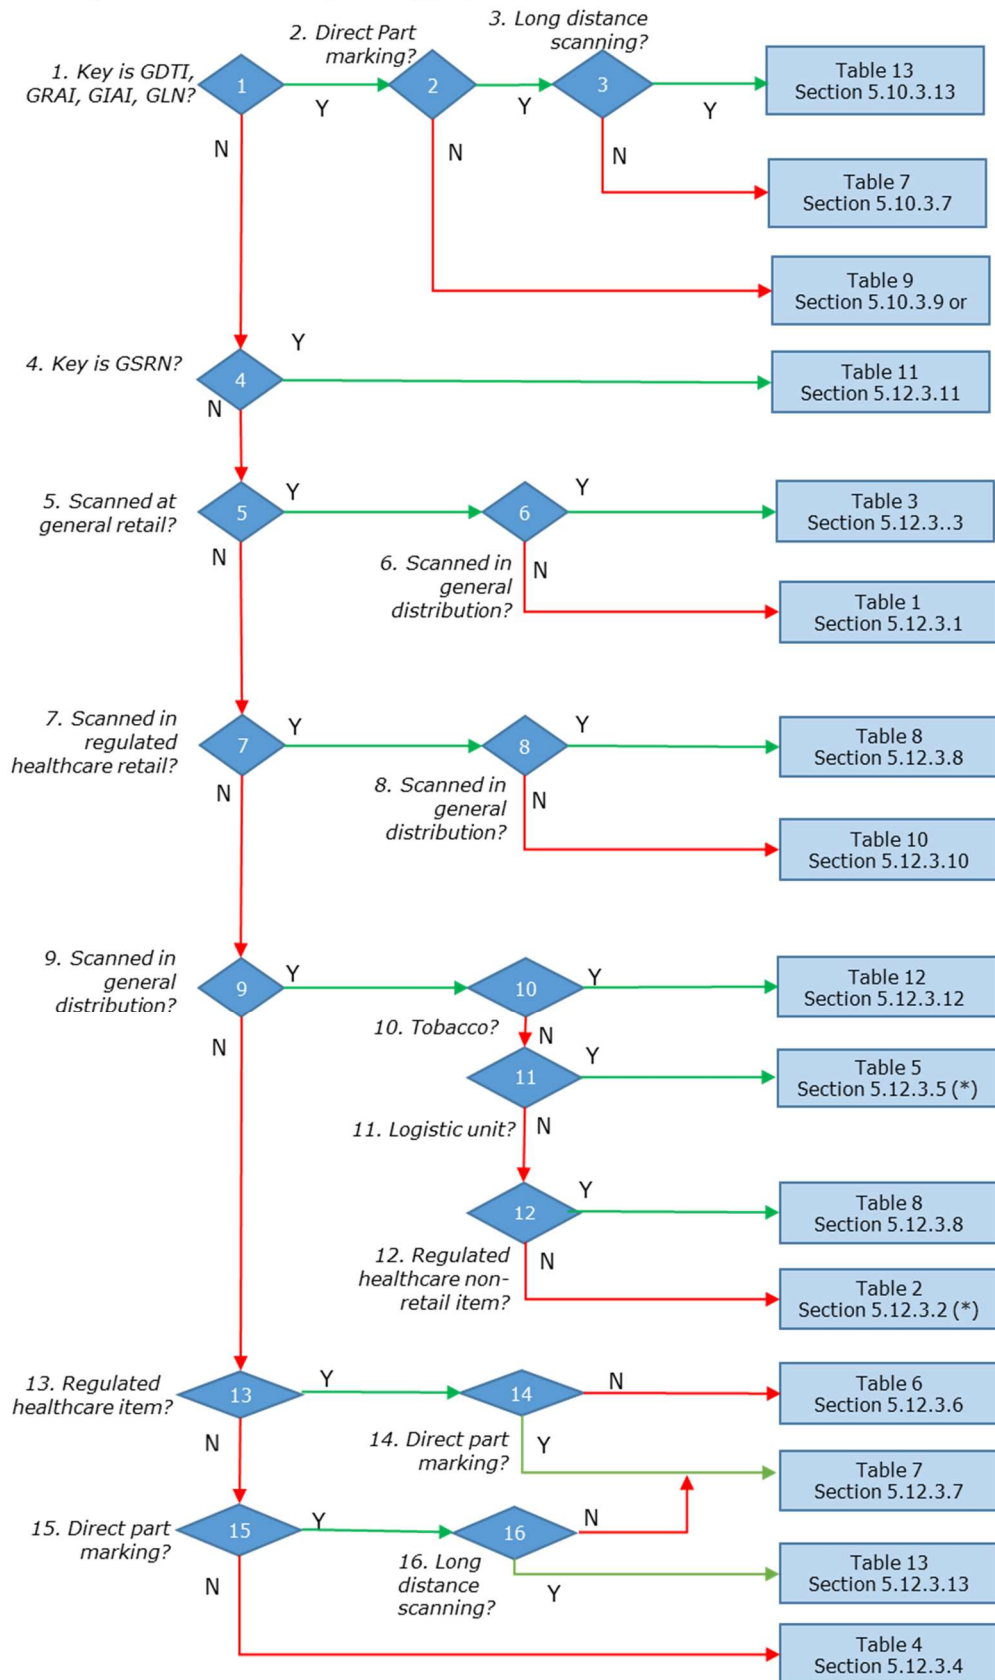 3. Long distance
scanning?
2. Direct Part
marking?
1. Key is GDTI,
GRAI, GIAI, GLN?
1
Y
2
Y
3
Y
Table 13
Section 5.10.3.13
N
N
N
Table 7
Section 5.10.3.7
Table 9
Section 5.10.3.9 or
4. Key is GSRN?
4
Y
Table 11
Section 5.12.3.11
N
5. Scanned at
general retail?
5
Y
6
Y
Table 3
Section 5.12.3..3
N
6. Scanned in
general
distribution?
N
Table 1
Section 5.12.3.1
7. Scanned in
regulated
healthcare retail?
7
Y
8
Y
Table 8
Section 5.12.3.8
N
8. Scanned in
general
distribution?
N
Table 10
Section 5.12.3.10
9. Scanned in
general
distribution?
9
Y
10
Y
Table 12
Section 5.12.3.12
N
10. Tobacco?
N
11
Y
Table 5
Section 5.12.3.5 (*)
11. Logistic unit?
N
12
Y
Table 8
Section 5.12.3.8
12. Regulated
healthcare non-
retail item?
N
Table 2
Section 5.12.3.2 (*)
13. Regulated
healthcare item?
13
Y
14
N
Table 6
Section 5.12.3.6
N
14. Direct part
marking?
Y
Table 7
Section 5.12.3.7
15. Direct part
marking?
15
Y
16
N
16. Long
distance
scanning?
Y
Table 13
Section 5.12.3.13
N
Table 4
Section 5.12.3.4